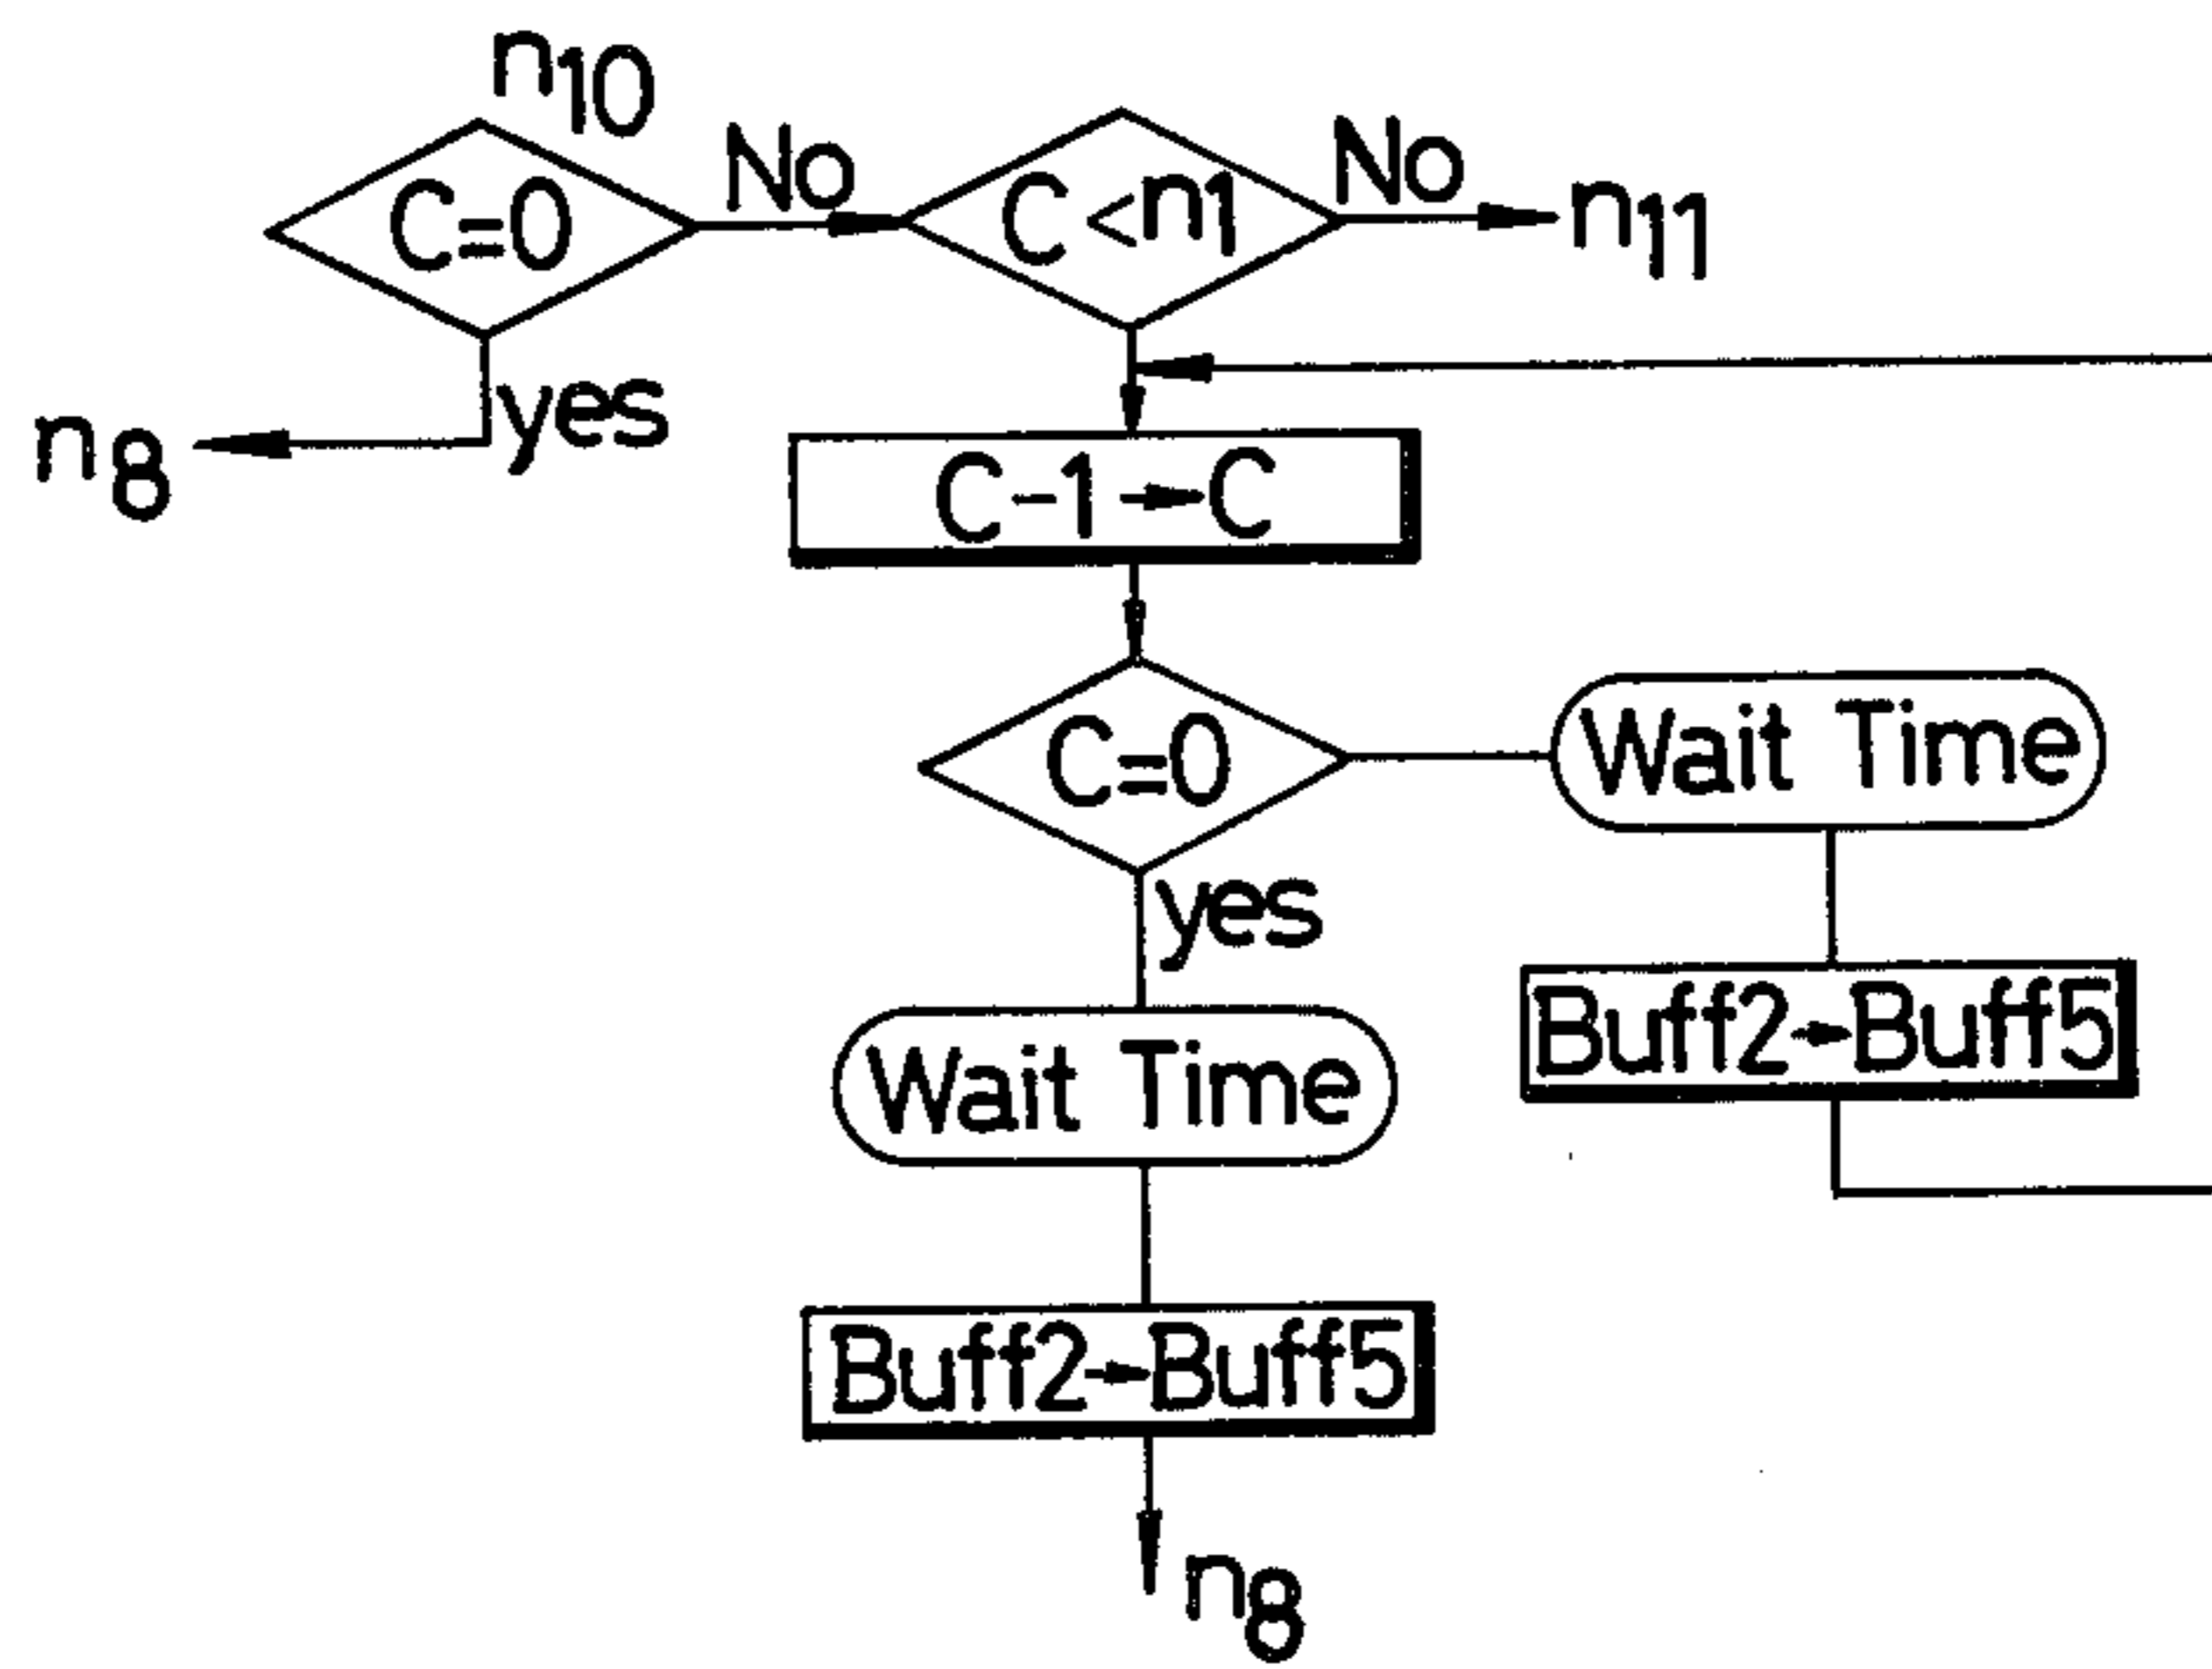 n10
C=0
No
C<n1
No
n11
yes
n8
C-1→C
C=0
Wait Time
yes
Buff2→Buff5
Wait Time
Buff2→Buff5
n8